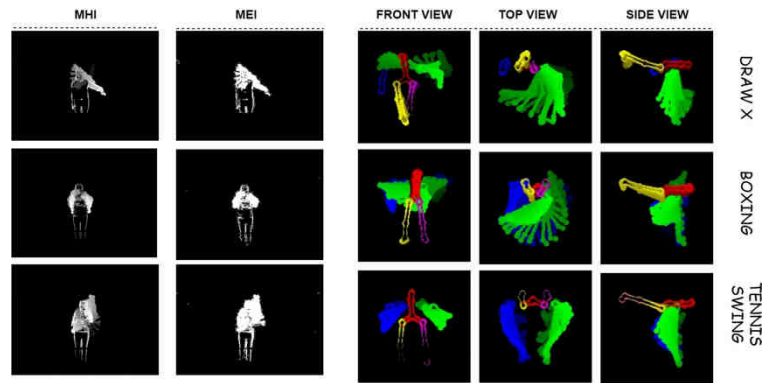 MHI
MEI
FRONT VIEW
TOP VIEW
SIDE VIEW
DRAW X
BOXING
TENNIS
SWING